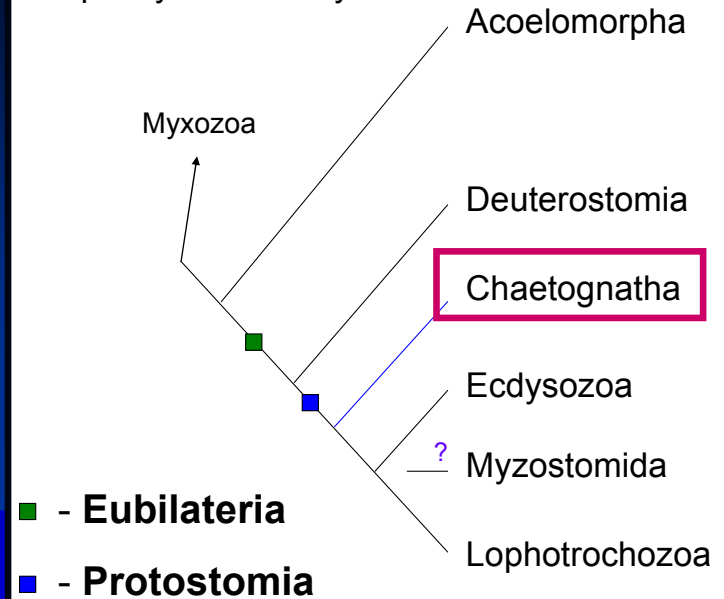 Acoelomorpha
Myxozoa
Deuterostomia
Chaetognatha
Ecdysozoa
? Myzostomida
- Eubilateria
Lophotrochozoa
- Protostomia